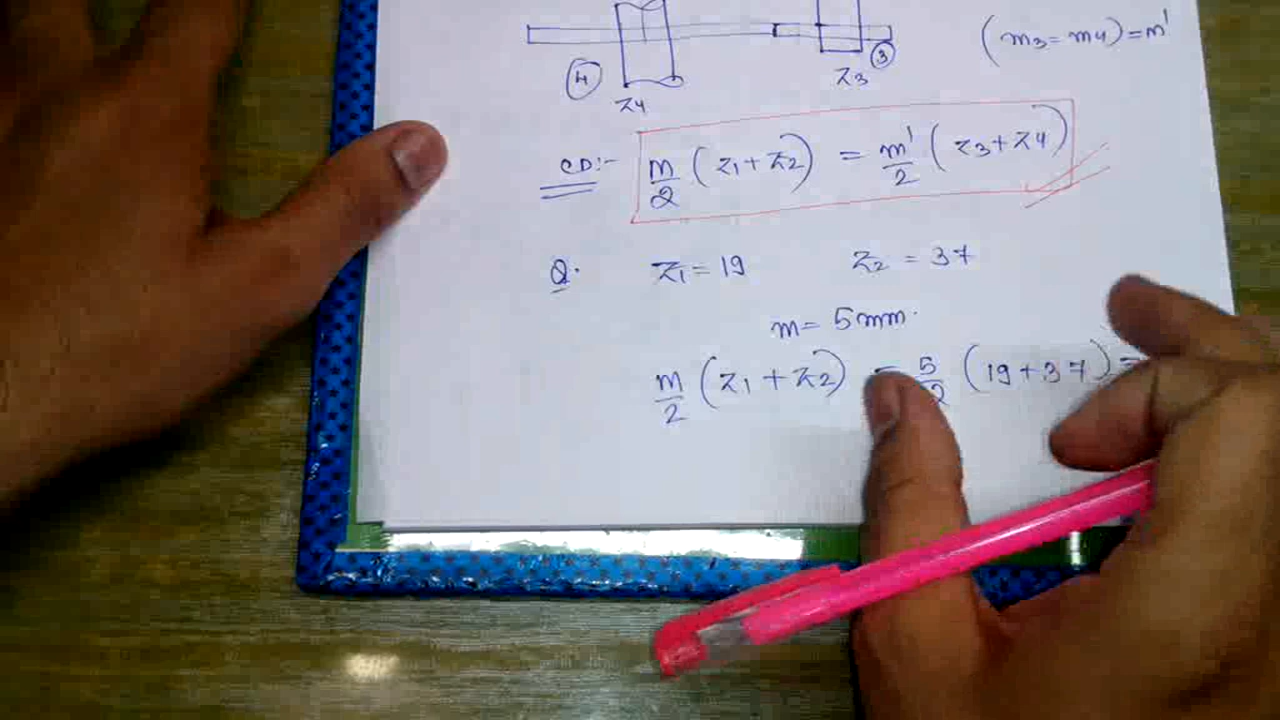 (m3 = m4) = m'
4
3
z4
z3
CD:- m/2 (z1 + z2) = m'/2 (z3 + z4)
Q. z1 = 19 z2 = 37
m = 5mm.
m/2 (z1 + z2) = 5/2 (19 + 37) =